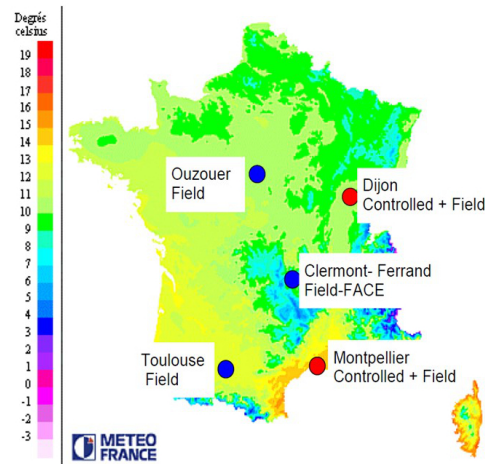 Degrés
celsius
19
18
17
16
15
14
13
12
11
10
9
8
7
6
5
4
3
2
1
0
-1
-2
-3
Ouzouer
Field
Dijon
Controlled + Field
Clermont- Ferrand
Field-FACE
Toulouse
Field
Montpellier
Controlled + Field
METEO
FRANCE